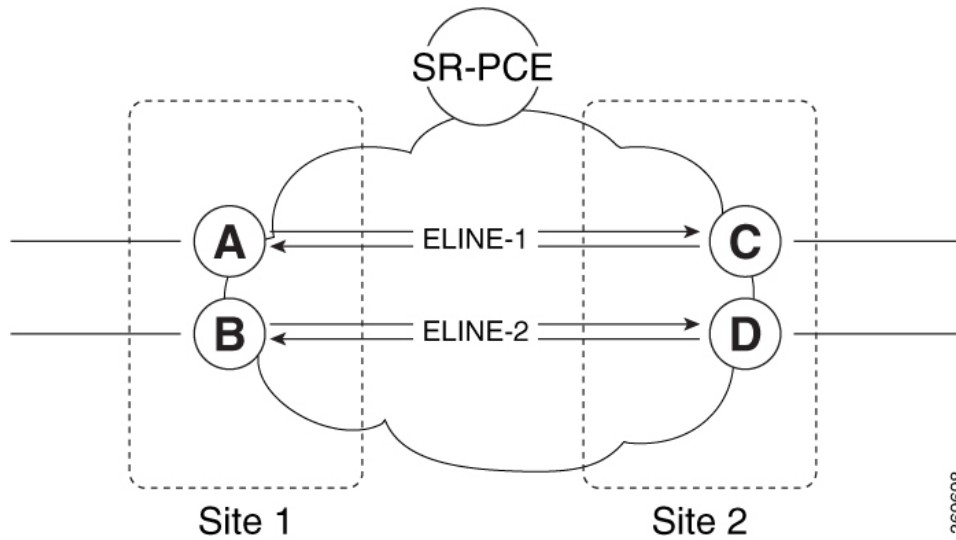 SR-PCE
A
ELINE-1
C
B
ELINE-2
D
Site 1
Site 2